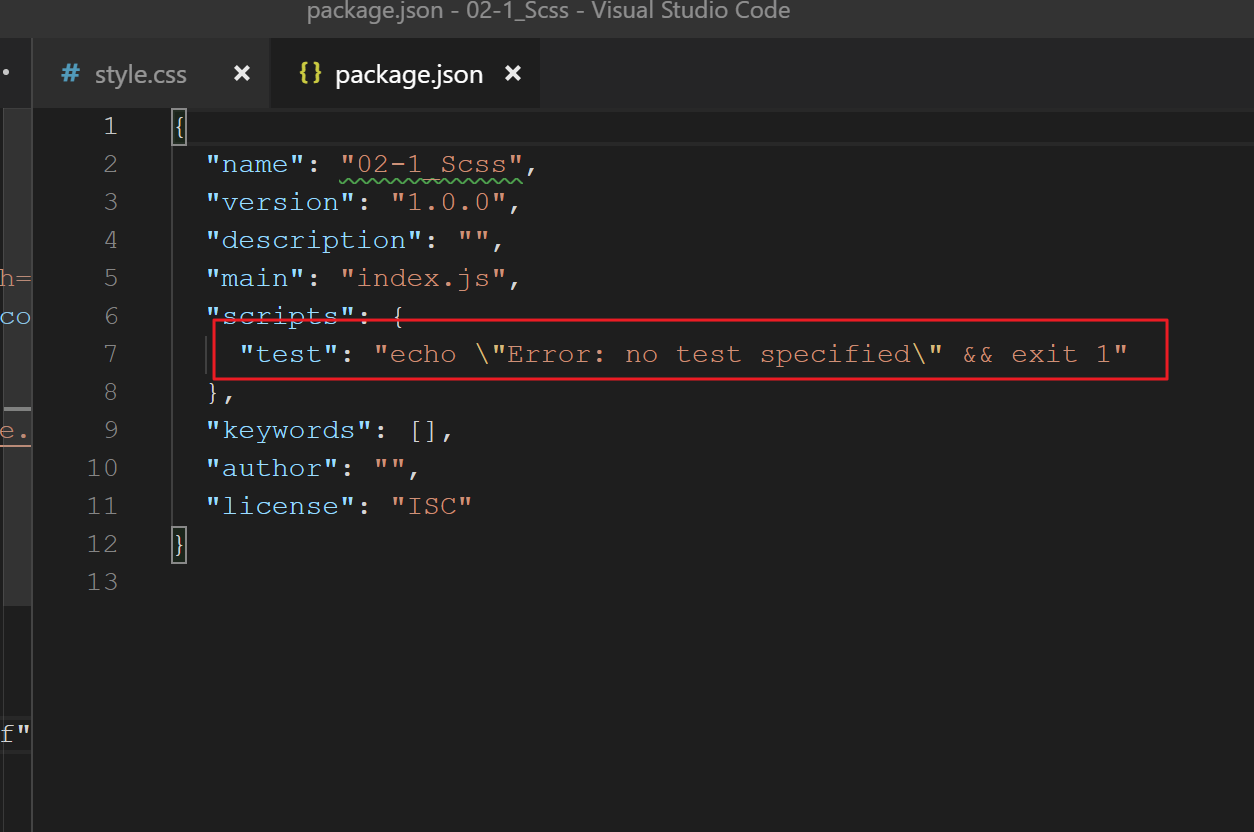 package.json - 02-1_Scss - Visual Studio Code
# style.css × {} package.json ×
1 {
2 "name": "02-1_Scss",
3 "version": "1.0.0",
4 "description": "",
h= 5 "main": "index.js",
co 6 "scripts": {
7 "test": "echo \"Error: no test specified\" && exit 1"
8 },
e. 9 "keywords": [],
10 "author": "",
11 "license": "ISC"
12 }
13
f"